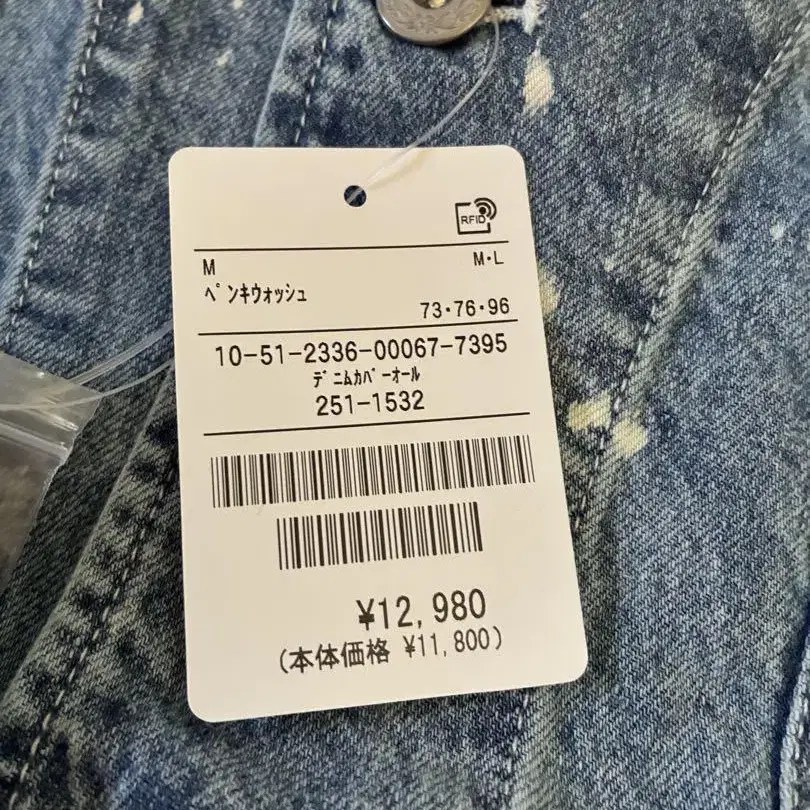 RFID
M M・L
ﾍﾟﾝｷｳｫｯｼｭ
73・76・96
10-51-2336-00067-7395
ﾃﾞﾆﾑｶﾊﾞｰｵｰﾙ
251-1532
¥12,980
(本体価格 ¥11,800)